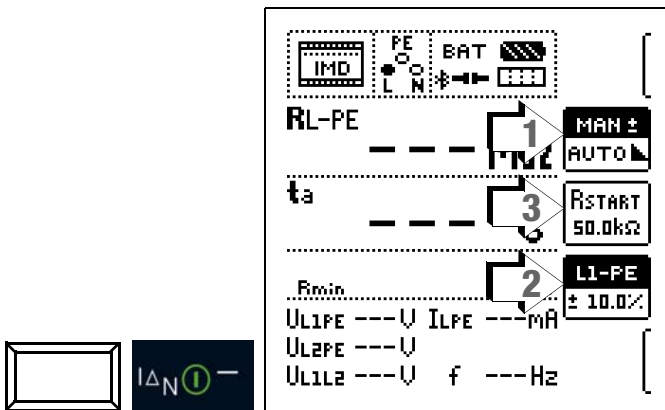 PE
BAT
IMD
L N
RL-PE
1
MAN ±
AUTO
ta
3
RSTART
50.0kΩ
2
L1-PE
± 10.0%
Rmin
UL1PE ---V ILPE ---mA
UL2PE ---V
UL1L2 ---V f ---Hz
IΔN